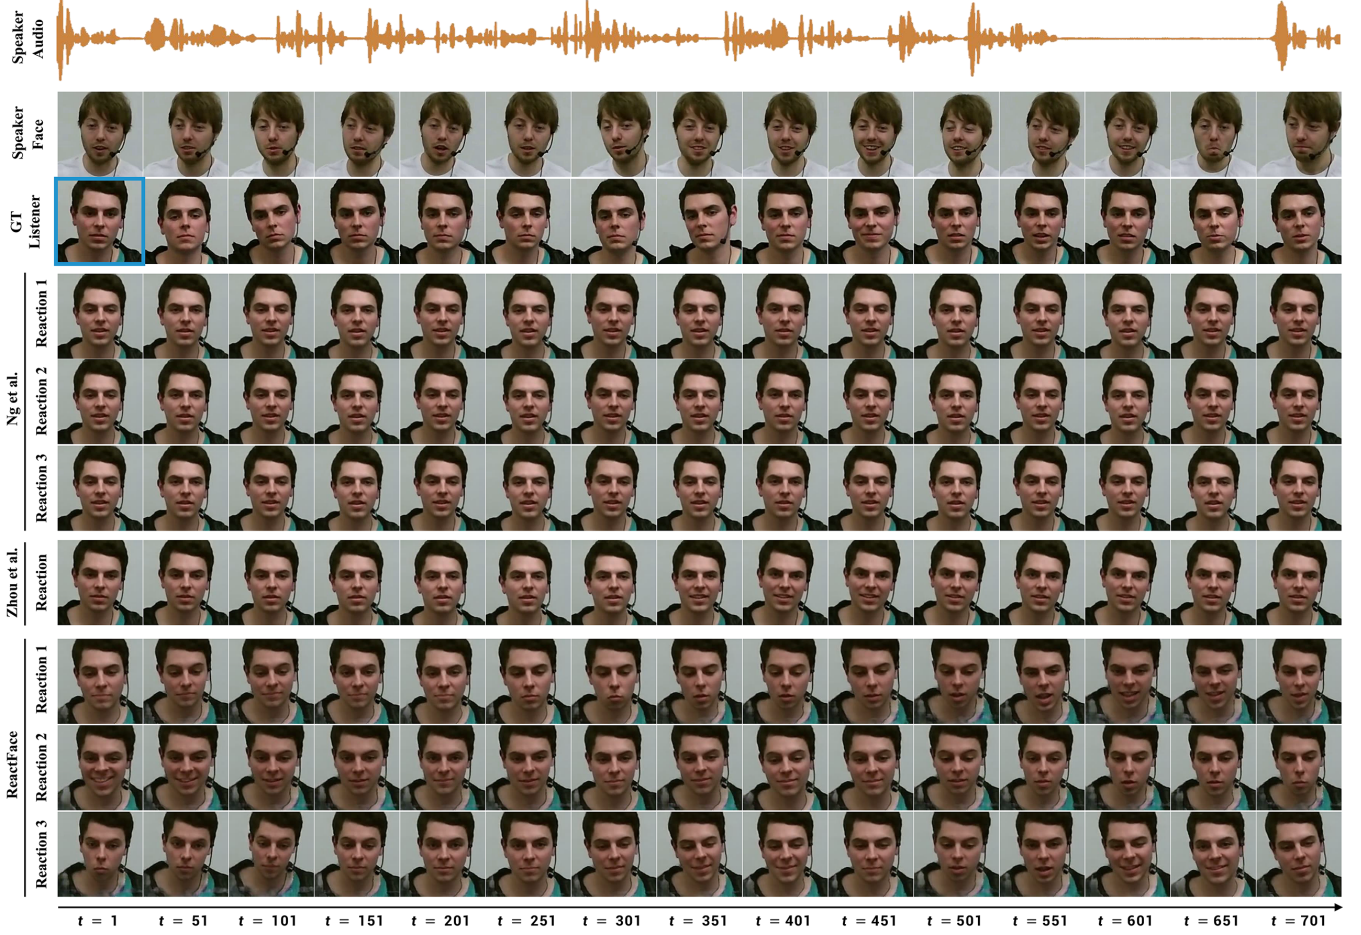 Speaker
Audio
Speaker
Face
GT
Listener
Ng et al.
Reaction 1
Reaction 2
Reaction 3
Zhou et al.
Reaction
ReactFace
Reaction 1
Reaction 2
Reaction 3
t = 1 t = 51 t = 101 t = 151 t = 201 t = 251 t = 301 t = 351 t = 401 t = 451 t = 501 t = 551 t = 601 t = 651 t = 701